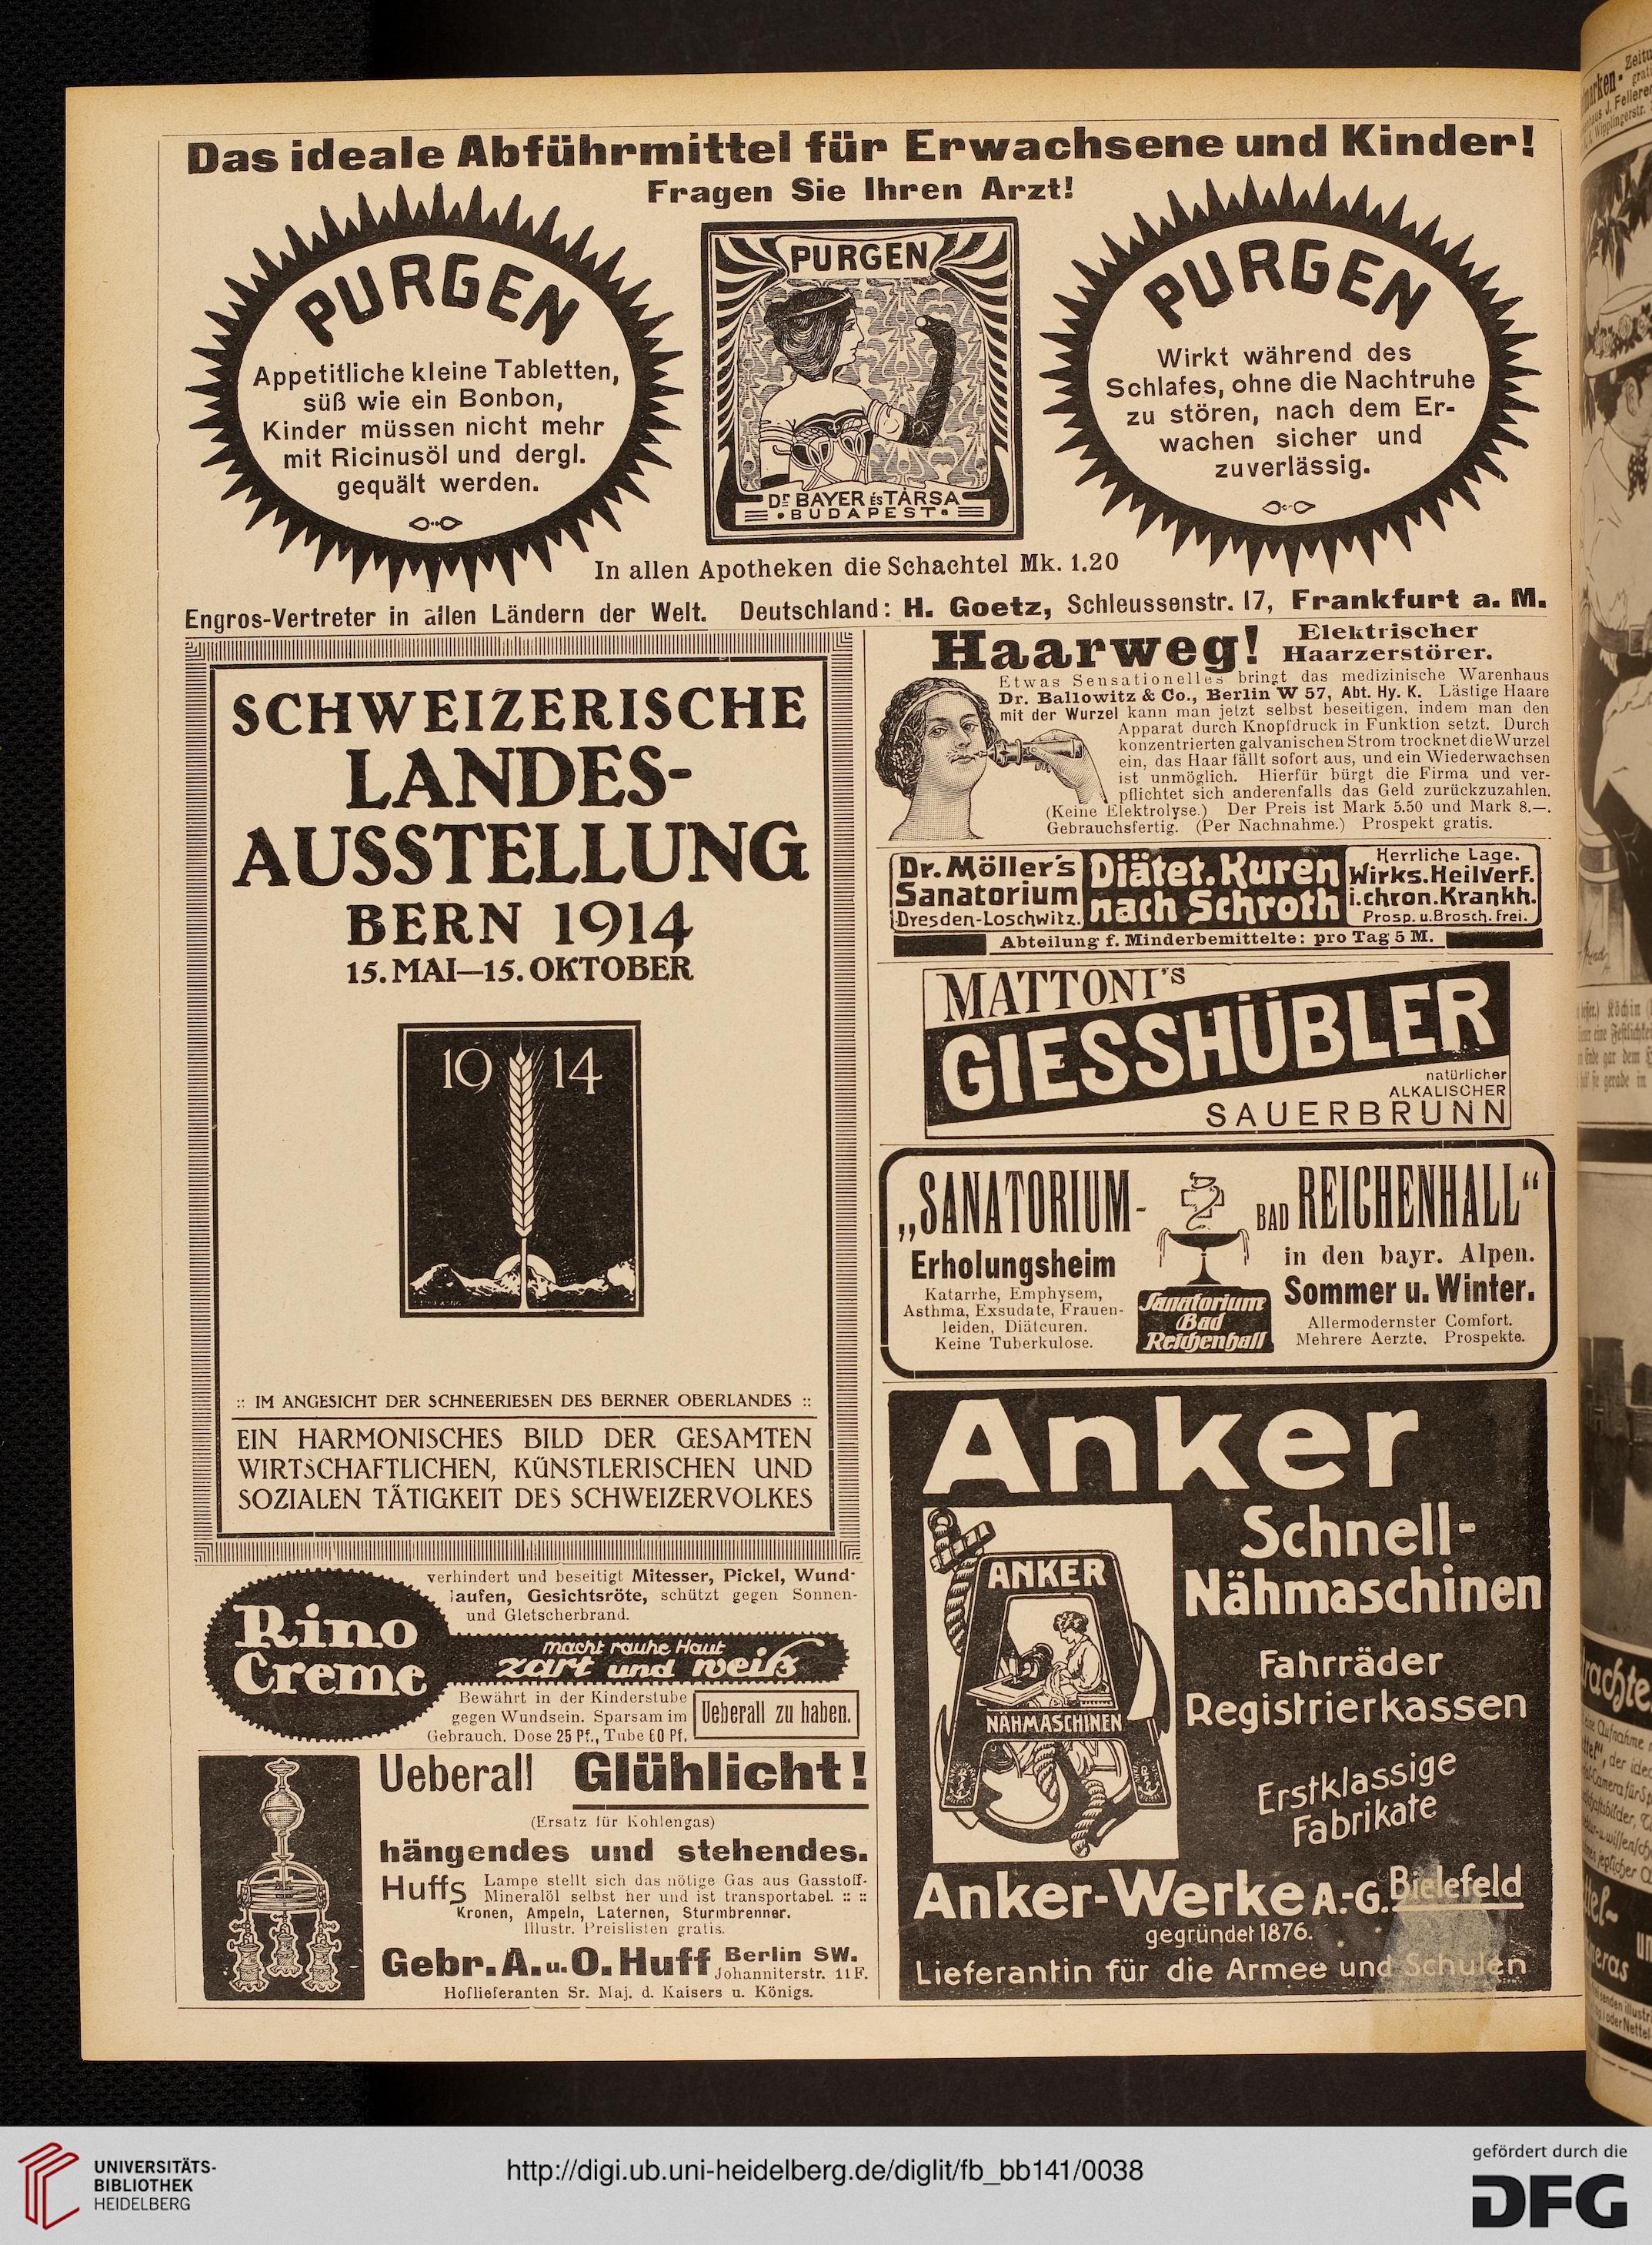 Das ideale Abführmittel für Erwachsene und Kinder!
Fragen Sie Ihren Arzt!
PURGEN
Appetitliche kleine Tabletten,
süß wie ein Bonbon,
Kinder müssen nicht mehr
mit Ricinusöl und dergl.
gequält werden.
PURGEN
Dr BAYER és TÁRSA
BUDAPEST
PURGEN
Wirkt während des
Schlafes, ohne die Nachtruhe
zu stören, nach dem Er-
wachen sicher und
zuverlässig.
In allen Apotheken die Schachtel Mk. 1.20
Engros-Vertreter in allen Ländern der Welt. Deutschland: H. Goetz, Schleussenstr. 17, Frankfurt a. M.
SCHWEIZERISCHE
LANDES-
AUSSTELLUNG
BERN 1914
15. MAI—15. OKTOBER
19 14
:: IM ANGESICHT DER SCHNEERIESEN DES BERNER OBERLANDES ::
EIN HARMONISCHES BILD DER GESAMTEN
WIRTSCHAFTLICHEN, KÜNSTLERISCHEN UND
SOZIALEN TÄTIGKEIT DES SCHWEIZERVOLKES
Rino
Creme
verhindert und beseitigt Mitesser, Pickel, Wund-
laufen, Gesichtsröte, schützt gegen Sonnen-
und Gletscherbrand.
macht rauhe Haut
zart und weiß
Bewährt in der Kinderstube
gegen Wundsein. Sparsam im
Gebrauch. Dose 25 Pf., Tube 60 Pf.
Ueberall zu haben.
Ueberall Glühlicht!
(Ersatz für Kohlengas)
hängendes und stehendes.
Huffs Lampe stellt sich das nötige Gas aus Gasstoff-
Mineralöl selbst her und ist transportabel. :: ::
Kronen, Ampeln, Laternen, Sturmbrenner.
Illustr. Preislisten gratis.
Gebr. A. u. O. Huff Berlin SW.
Johanniterstr. 11 F.
Hoflieferanten Sr. Maj. d. Kaisers u. Königs.
Haarweg! Elektrischer
Haarzerstörer.
Etwas Sensationelles bringt das medizinische Warenhaus
Dr. Ballowitz & Co., Berlin W 57, Abt. Hy. K. Lästige Haare
mit der Wurzel kann man jetzt selbst beseitigen, indem man den
Apparat durch Knopfdruck in Funktion setzt. Durch
konzentrierten galvanischen Strom trocknet die Wurzel
ein, das Haar fällt sofort aus, und ein Wiederwachsen
ist unmöglich. Hierfür bürgt die Firma und ver-
pflichtet sich anderenfalls das Geld zurückzuzahlen.
(Keine Elektrolyse.) Der Preis ist Mark 5.50 und Mark 8.—.
Gebrauchsfertig. (Per Nachnahme.) Prospekt gratis.
Dr. Möller's
Sanatorium
Dresden-Loschwitz.
Diätet. Kuren
nach Schroth
Herrliche Lage.
Wirks. Heilverf.
i. chron. Krankh.
Prosp. u. Brosch. frei.
Abteilung f. Minderbemittelte: pro Tag 5 M.
MATTONI'S
GIESSHÜBLER
natürlicher
ALKALISCHER
SAUERBRUNN
„SANATORIUM- BAD REICHENHALL“
Erholungsheim
Katarrhe, Emphysem,
Asthma, Exsudate, Frauen-
leiden, Diätcuren.
Keine Tuberkulose.
Sanatorium
Bad
Reichenhall
in den bayr. Alpen.
Sommer u. Winter.
Allermodernster Comfort.
Mehrere Aerzte. Prospekte.
Anker
Schnell-
Nähmaschinen
ANKER
NÄHMASCHINEN
Fahrräder
Registrierkassen
Erstklassige
Fabrikate
Anker-Werke A.-G. Bielefeld
gegründet 1876.
Lieferantin für die Armee und Schulen
UNIVERSITÄTS-
BIBLIOTHEK
HEIDELBERG
http://digi.ub.uni-heidelberg.de/diglit/fb_bb141/0038
gefördert durch die
DFG